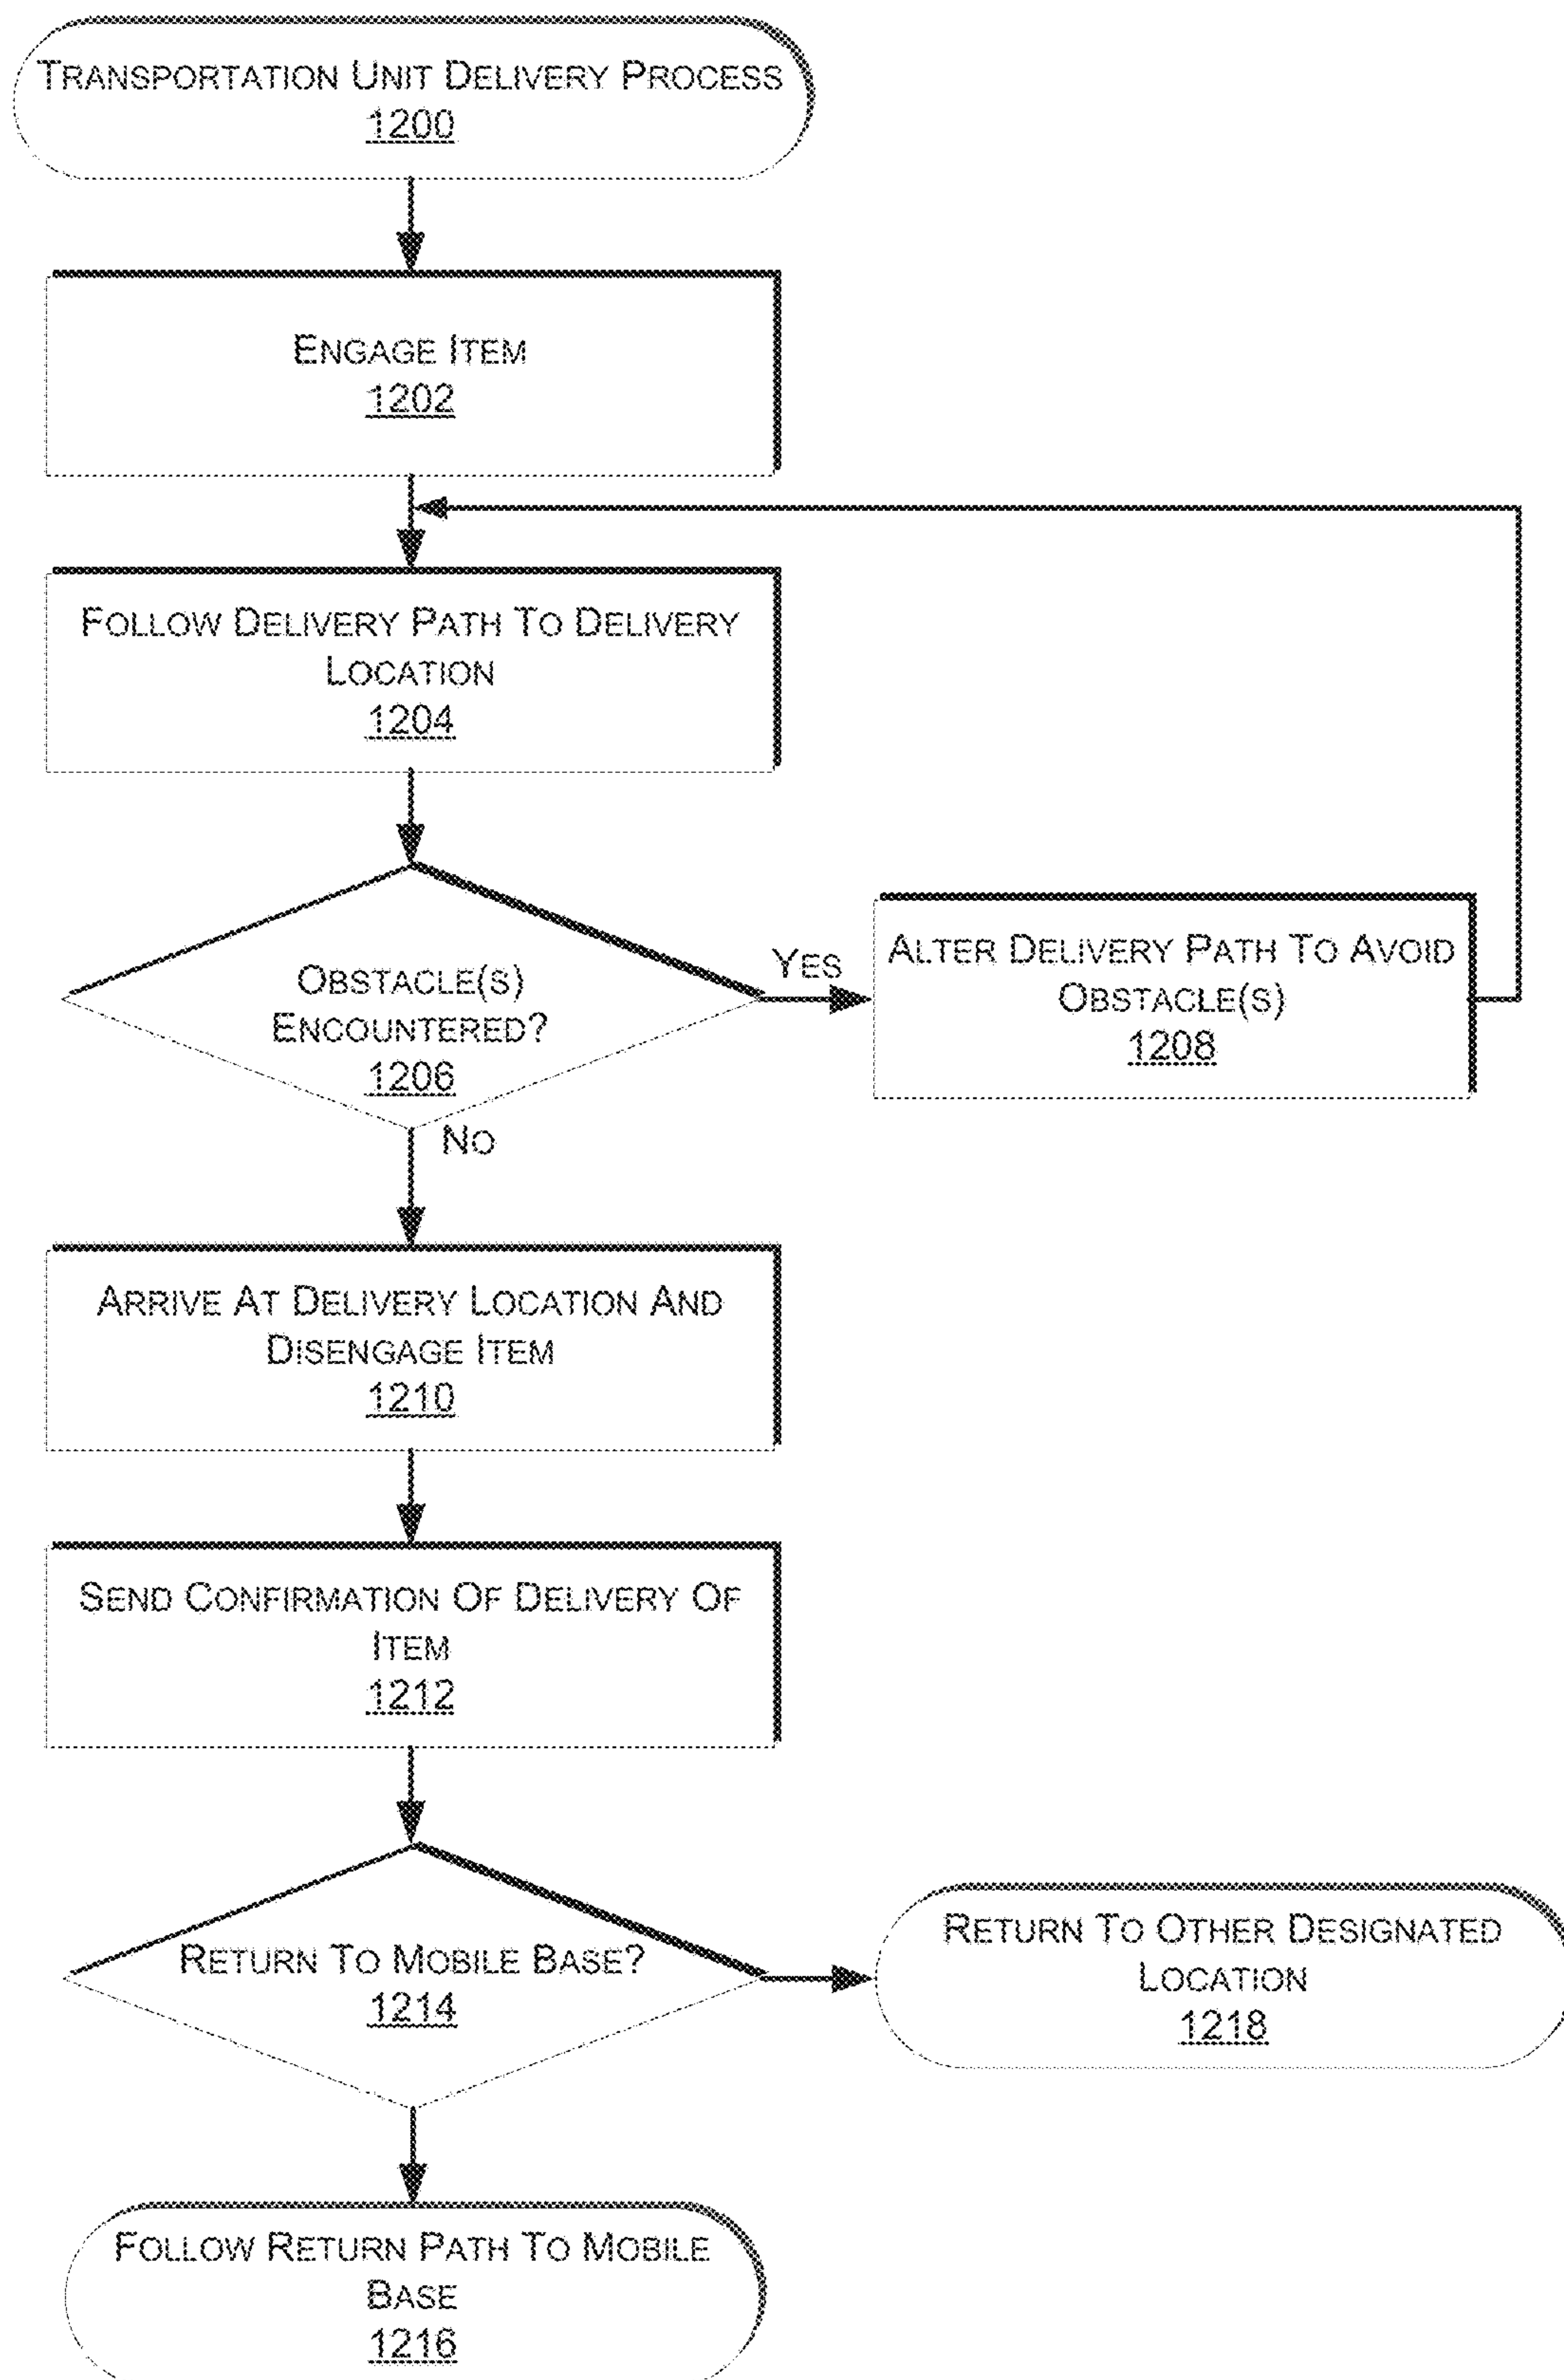 TRANSPORTATION UNIT DELIVERY PROCESS
1200
ENGAGE ITEM
1202
FOLLOW DELIVERY PATH TO DELIVERY
LOCATION
1204
OBSTACLE(S)
ENCOUNTERED?
1206
YES
ALTER DELIVERY PATH TO AVOID
OBSTACLE(S)
1208
NO
ARRIVE AT DELIVERY LOCATION AND
DISENGAGE ITEM
1210
SEND CONFIRMATION OF DELIVERY OF
ITEM
1212
RETURN TO MOBILE BASE?
1214
RETURN TO OTHER DESIGNATED
LOCATION
1218
FOLLOW RETURN PATH TO MOBILE
BASE
1216